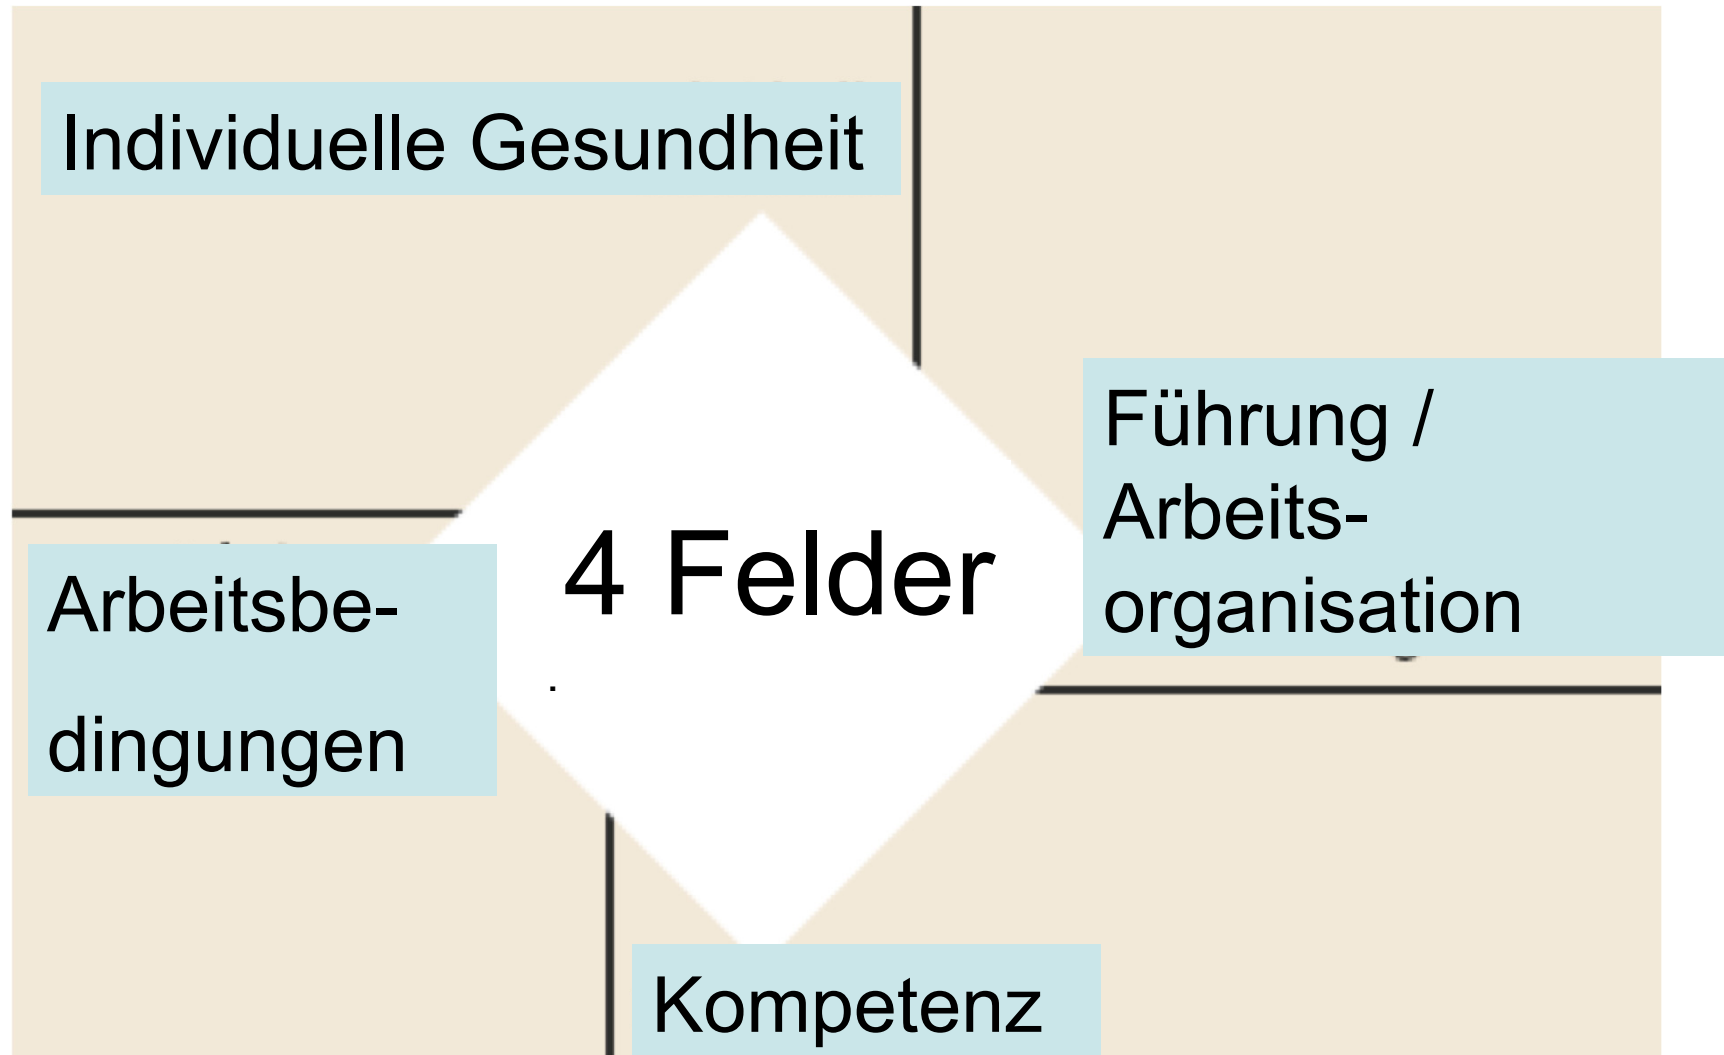 Individuelle Gesundheit
Führung /
Arbeits-
organisation
4 Felder
.
Arbeitsbe-
dingungen
Kompetenz